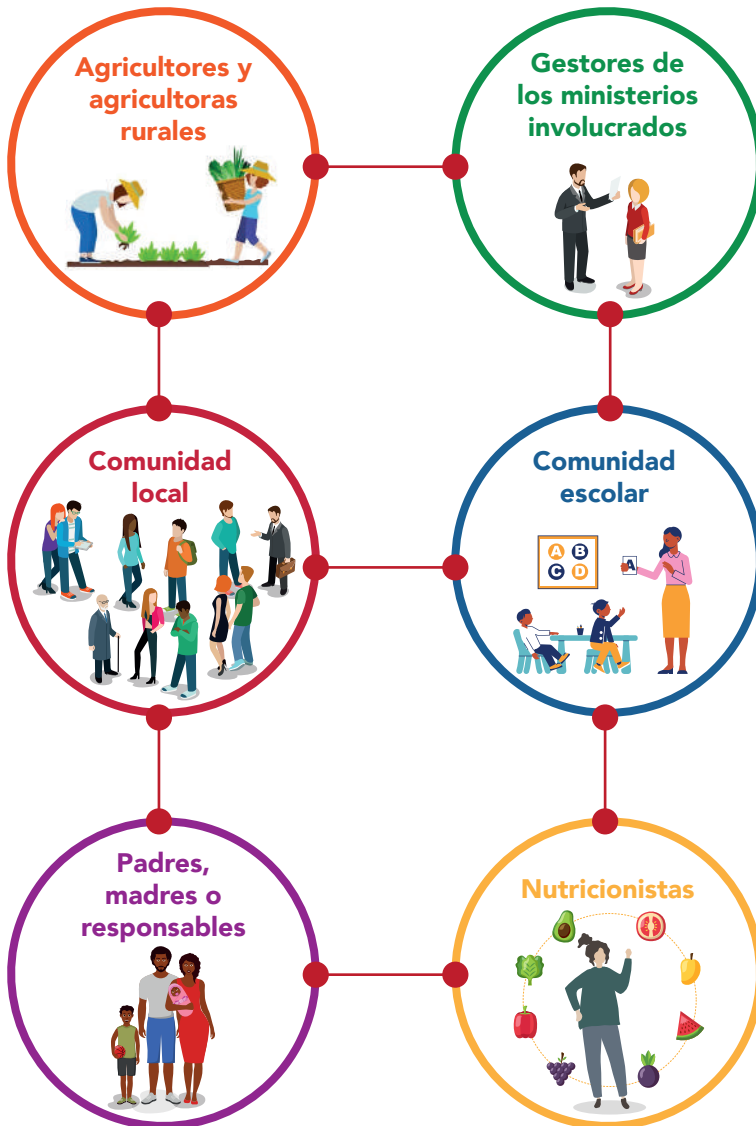 Agricultores y
agricultoras
rurales
Gestores de
los ministerios
involucrados
Comunidad
local
Comunidad
escolar
A B
C D
A
Padres,
madres o
responsables
Nutricionistas